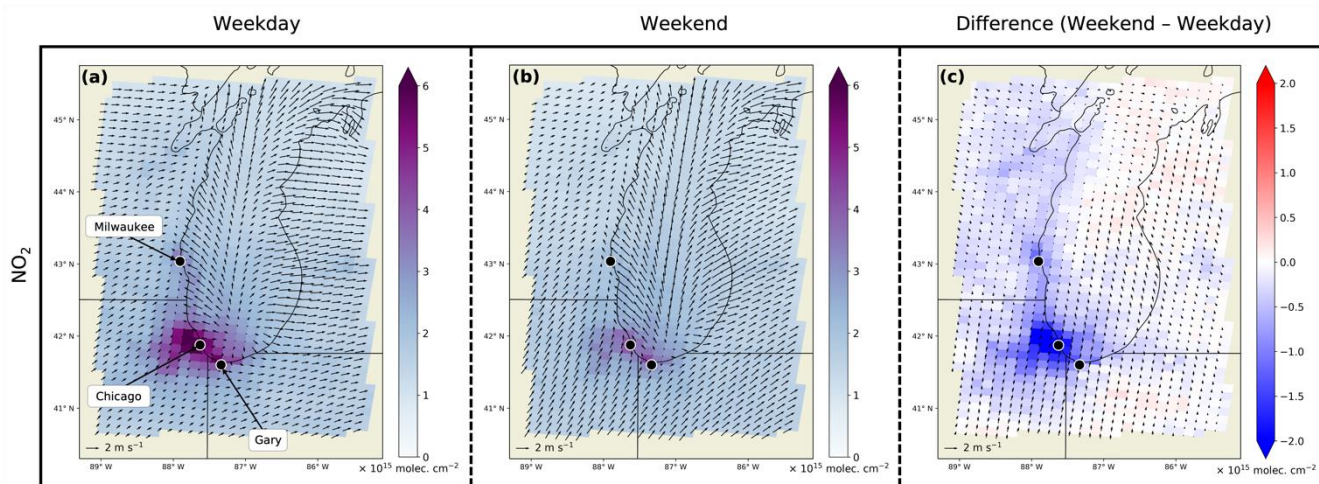 Weekday
Weekend
Difference (Weekend – Weekday)
NO₂
(a)
45°N
44°N
43°N
42°N
41°N
89°W
88°W
87°W
86°W
Milwaukee
Chicago
Gary
2 m s⁻¹
6
5
4
3
2
1
0
× 10¹⁵ molec. cm⁻²
(b)
45°N
44°N
43°N
42°N
41°N
89°W
88°W
87°W
86°W
2 m s⁻¹
6
5
4
3
2
1
0
× 10¹⁵ molec. cm⁻²
(c)
45°N
44°N
43°N
42°N
41°N
89°W
88°W
87°W
86°W
2 m s⁻¹
2.0
1.5
1.0
0.5
0.0
−0.5
−1.0
−1.5
−2.0
× 10¹⁵ molec. cm⁻²